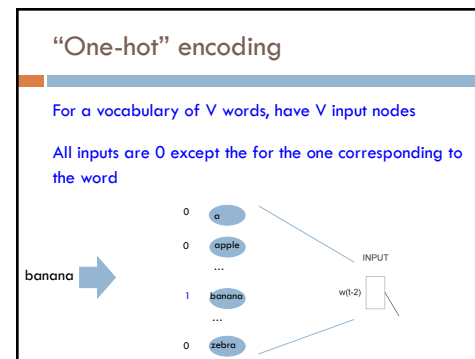 “One-hot” encoding
For a vocabulary of V words, have V input nodes
All inputs are 0 except the for the one corresponding to
the word
0 a
0 apple
...
banana
1 banana
...
0 zebra
INPUT
w(t-2)